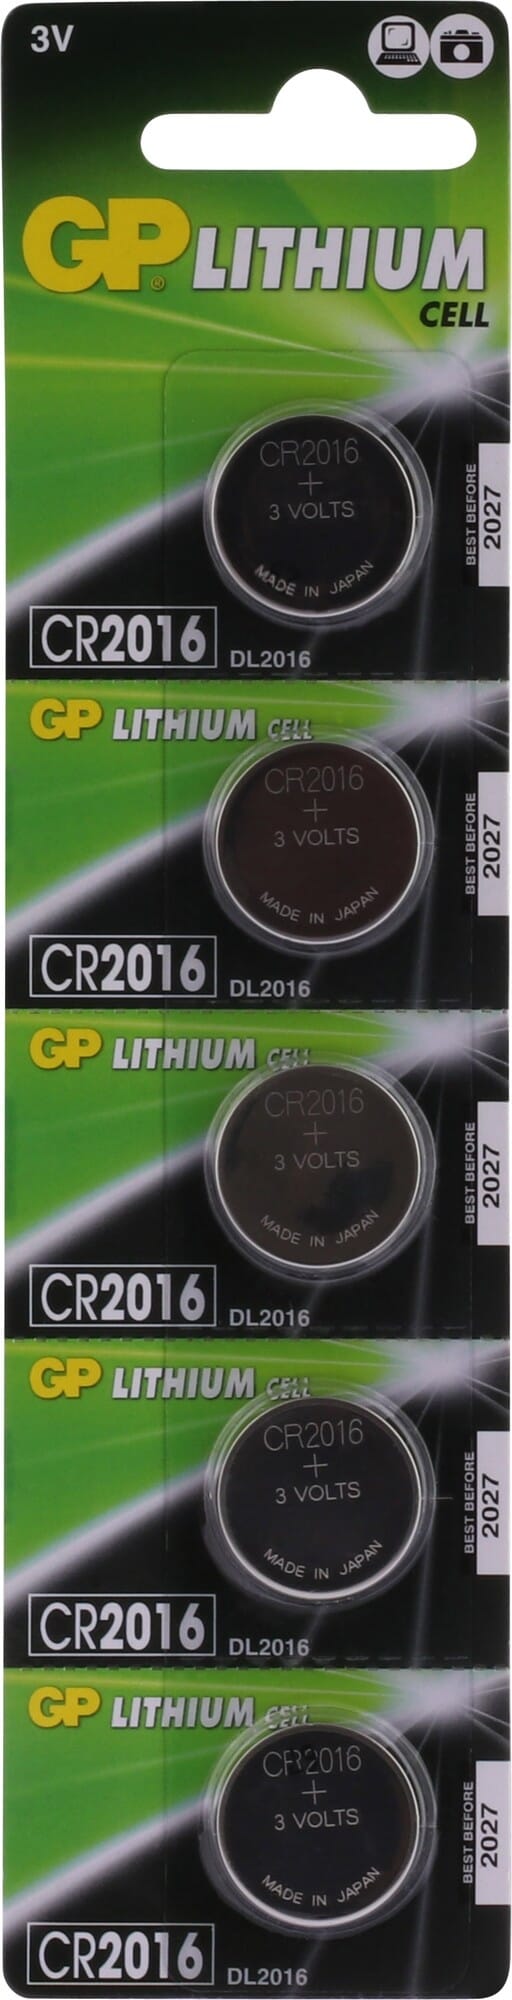 3V
GP® LITHIUM
CELL
CR2016
+
3 VOLTS
MADE IN JAPAN
BEST BEFORE
2027
CR2016 DL2016
GP LITHIUM CELL
CR2016
+
3 VOLTS
MADE IN JAPAN
BEST BEFORE
2027
CR2016 DL2016
GP LITHIUM CELL
CR2016
+
3 VOLTS
MADE IN JAPAN
BEST BEFORE
2027
CR2016 DL2016
GP LITHIUM CELL
CR2016
+
3 VOLTS
MADE IN JAPAN
BEST BEFORE
2027
CR2016 DL2016
GP LITHIUM CELL
CR2016
+
3 VOLTS
MADE IN JAPAN
BEST BEFORE
2027
CR2016 DL2016